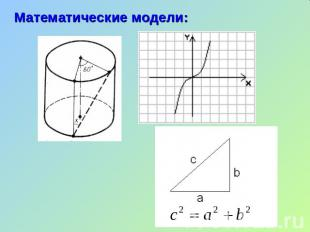 Математические модели:
60°
Y
X
c
b
a
c² = a² + b²